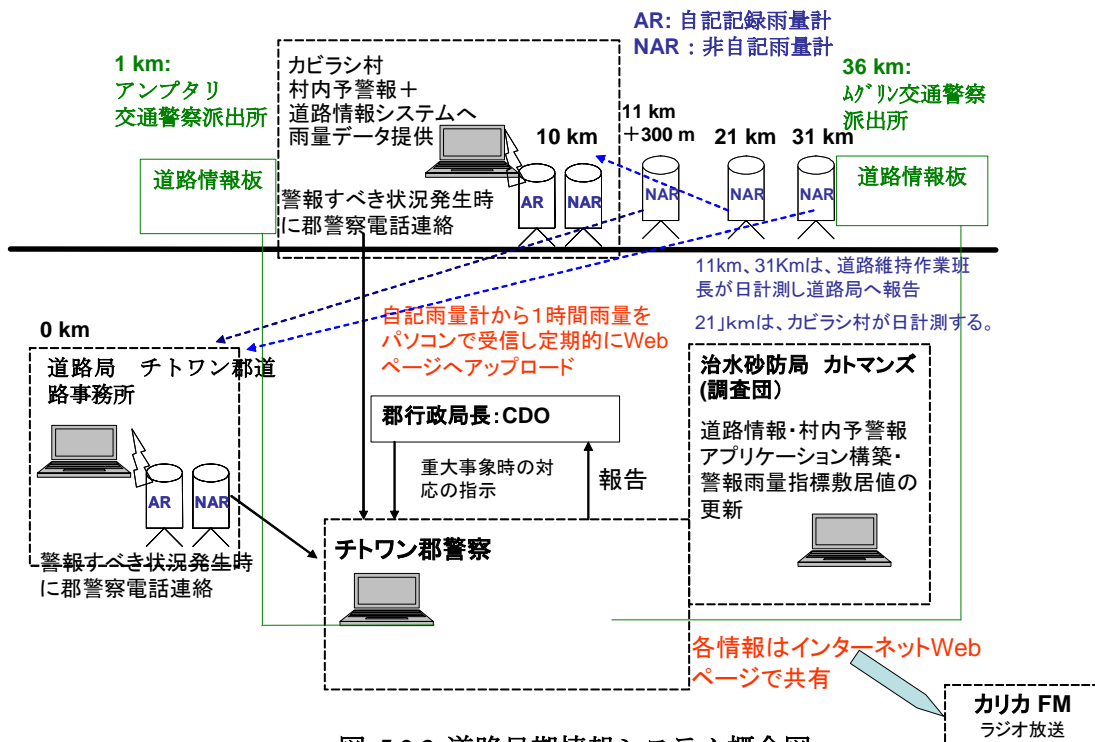 AR: 自記記録雨量計
NAR：非自記雨量計
1 km:
アンプタリ
交通警察派出所
カビラシ村
村内予警報＋
道路情報システムへ
雨量データ提供
36 km:
ﾑｸﾞﾘﾝ交通警察
派出所
10 km
11 km
＋300 m
21 km
31 km
道路情報板
AR
NAR
NAR
NAR
NAR
道路情報板
警報すべき状況発生時
に郡警察電話連絡
11km、31Kmは、道路維持作業班
長が日計測し道路局へ報告
21」kmは、カビラシ村が日計測する。
自記雨量計から１時間雨量を
パソコンで受信し定期的にWeb
ページへアップロード
0 km
道路局　チトワン郡道
路事務所
AR
NAR
警報すべき状況発生時
に郡警察電話連絡
郡行政局長：CDO
重大事象時の対
応の指示
報告
チトワン郡警察
治水砂防局 カトマンズ
(調査団）
道路情報・村内予警報
アプリケーション構築・
警報雨量指標敷居値の
更新
各情報はインターネットWeb
ページで共有
カリカ FM
ラジオ放送